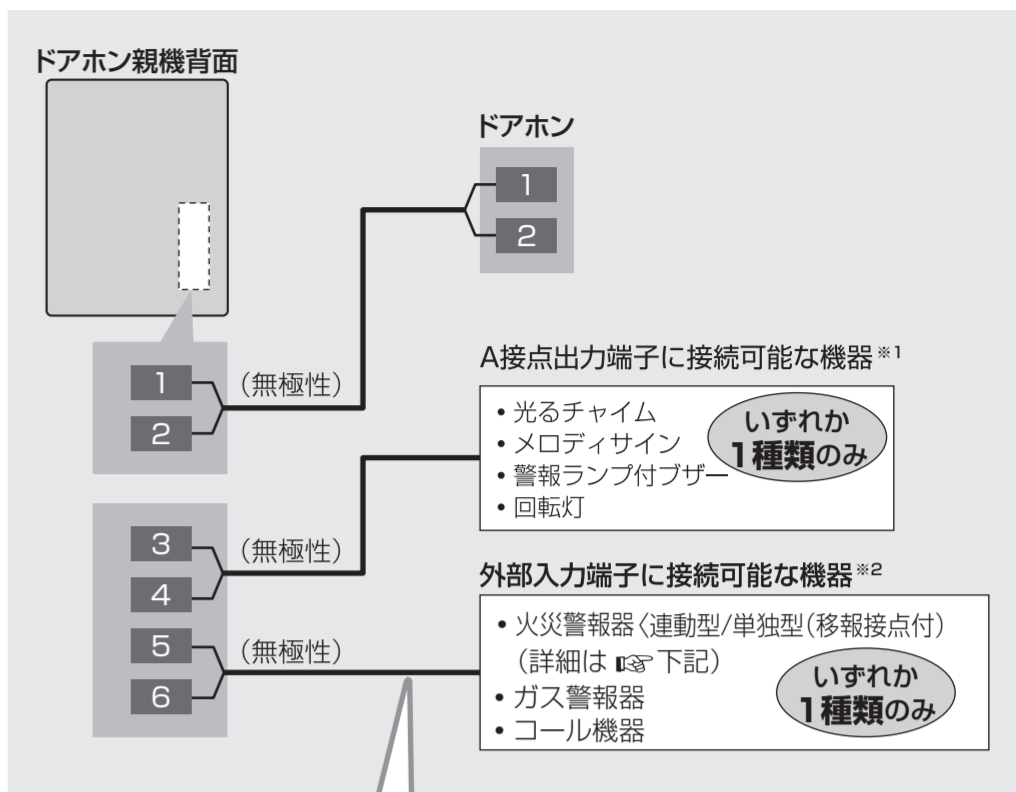 ドアホン親機背面
ドアホン
1
2
1
2
（無極性）
A接点出力端子に接続可能な機器※1
• 光るチャイム
• メロディサイン
• 警報ランプ付ブザー
• 回転灯
いずれか
1種類のみ
3
4
（無極性）
外部入力端子に接続可能な機器※2
5
6
（無極性）
• 火災警報器〈連動型/単独型（移報接点付）
（詳細は ☞ 下記）
• ガス警報器
• コール機器
いずれか
1種類のみ